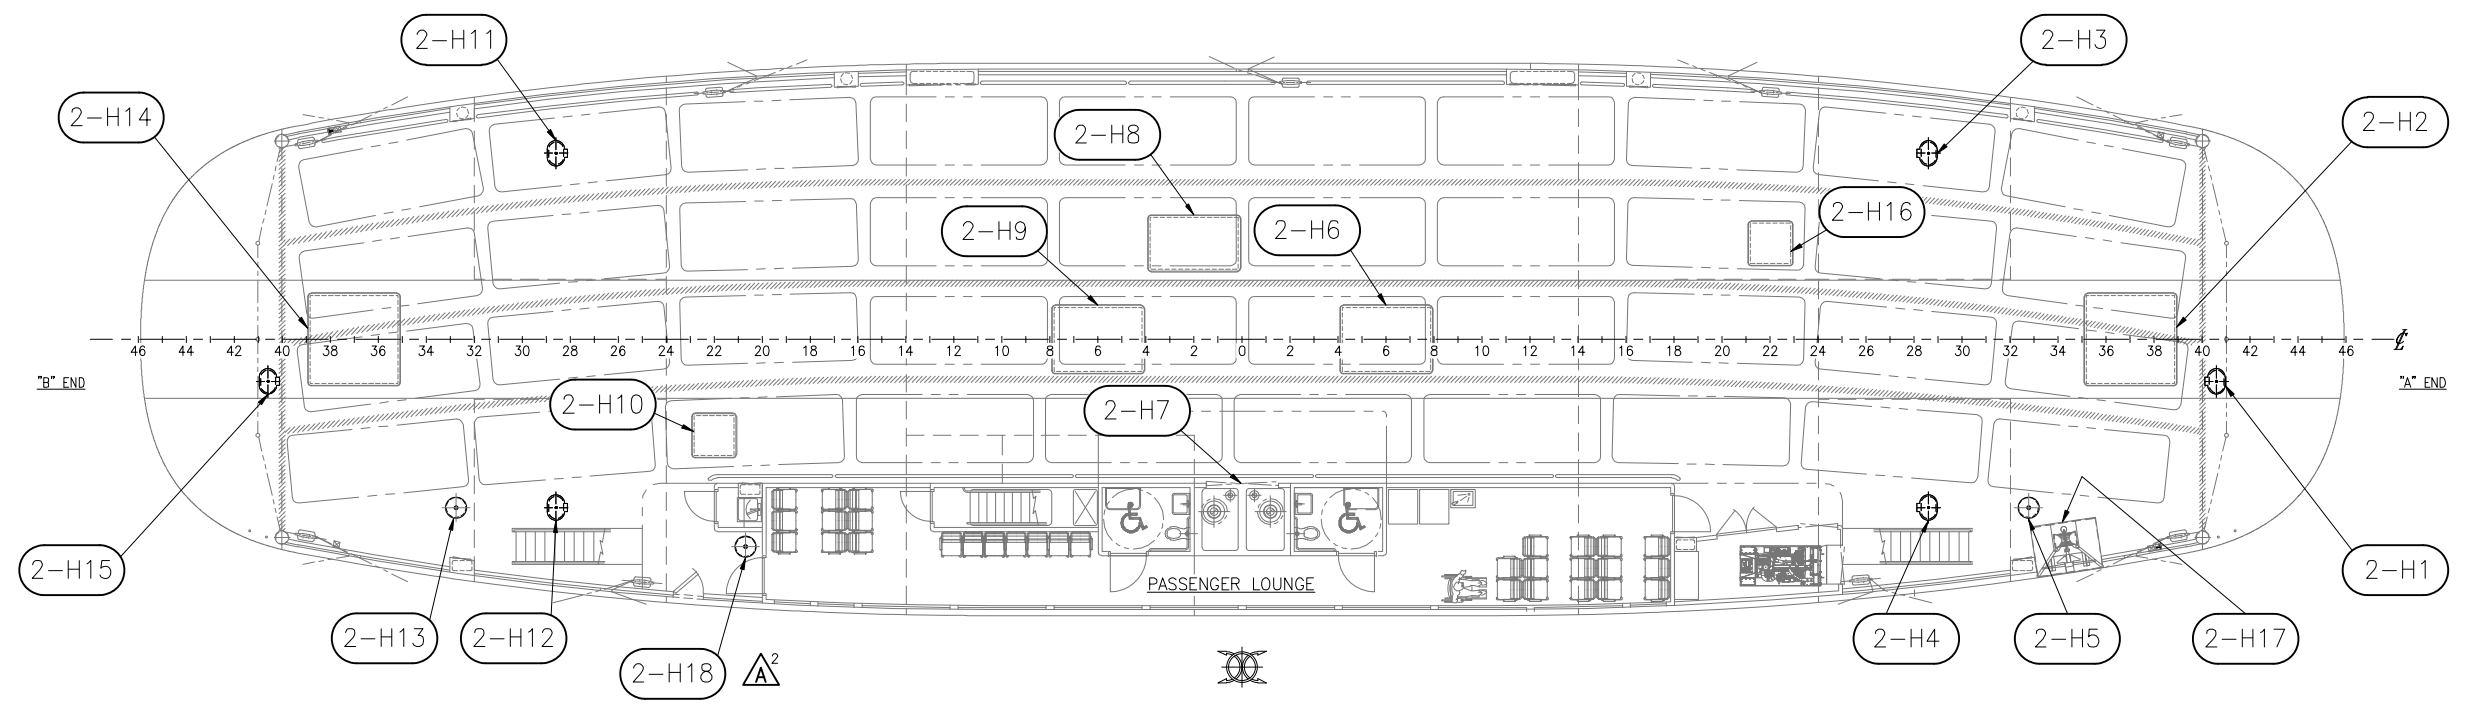 2-H11
2-H3
2-H14
2-H8
2-H2
2-H9
2-H6
2-H16
46 44 42 40 38 36 34 32 30 28 26 24 22 20 18 16 14 12 10 8 6 4 2 0 2 4 6 8 10 12 14 16 18 20 22 24 26 28 30 32 34 36 38 40 42 44 46 ℄
"B" END
"A" END
2-H10
2-H7
2-H15
PASSENGER LOUNGE
2-H1
2-H13
2-H12
2-H18
A 2
2-H4
2-H5
2-H17